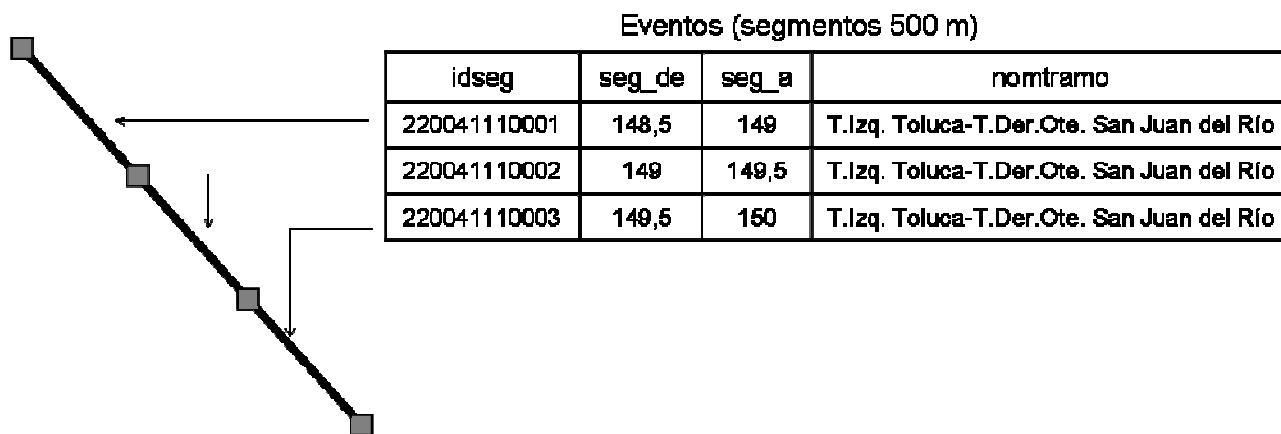 Eventos (segmentos 500 m)
idseg seg_de seg_a nomtramo
220041110001 148,5 149 T.Izq. Toluca-T.Der.Ote. San Juan del Río
220041110002 149 149,5 T.Izq. Toluca-T.Der.Ote. San Juan del Río
220041110003 149,5 150 T.Izq. Toluca-T.Der.Ote. San Juan del Río